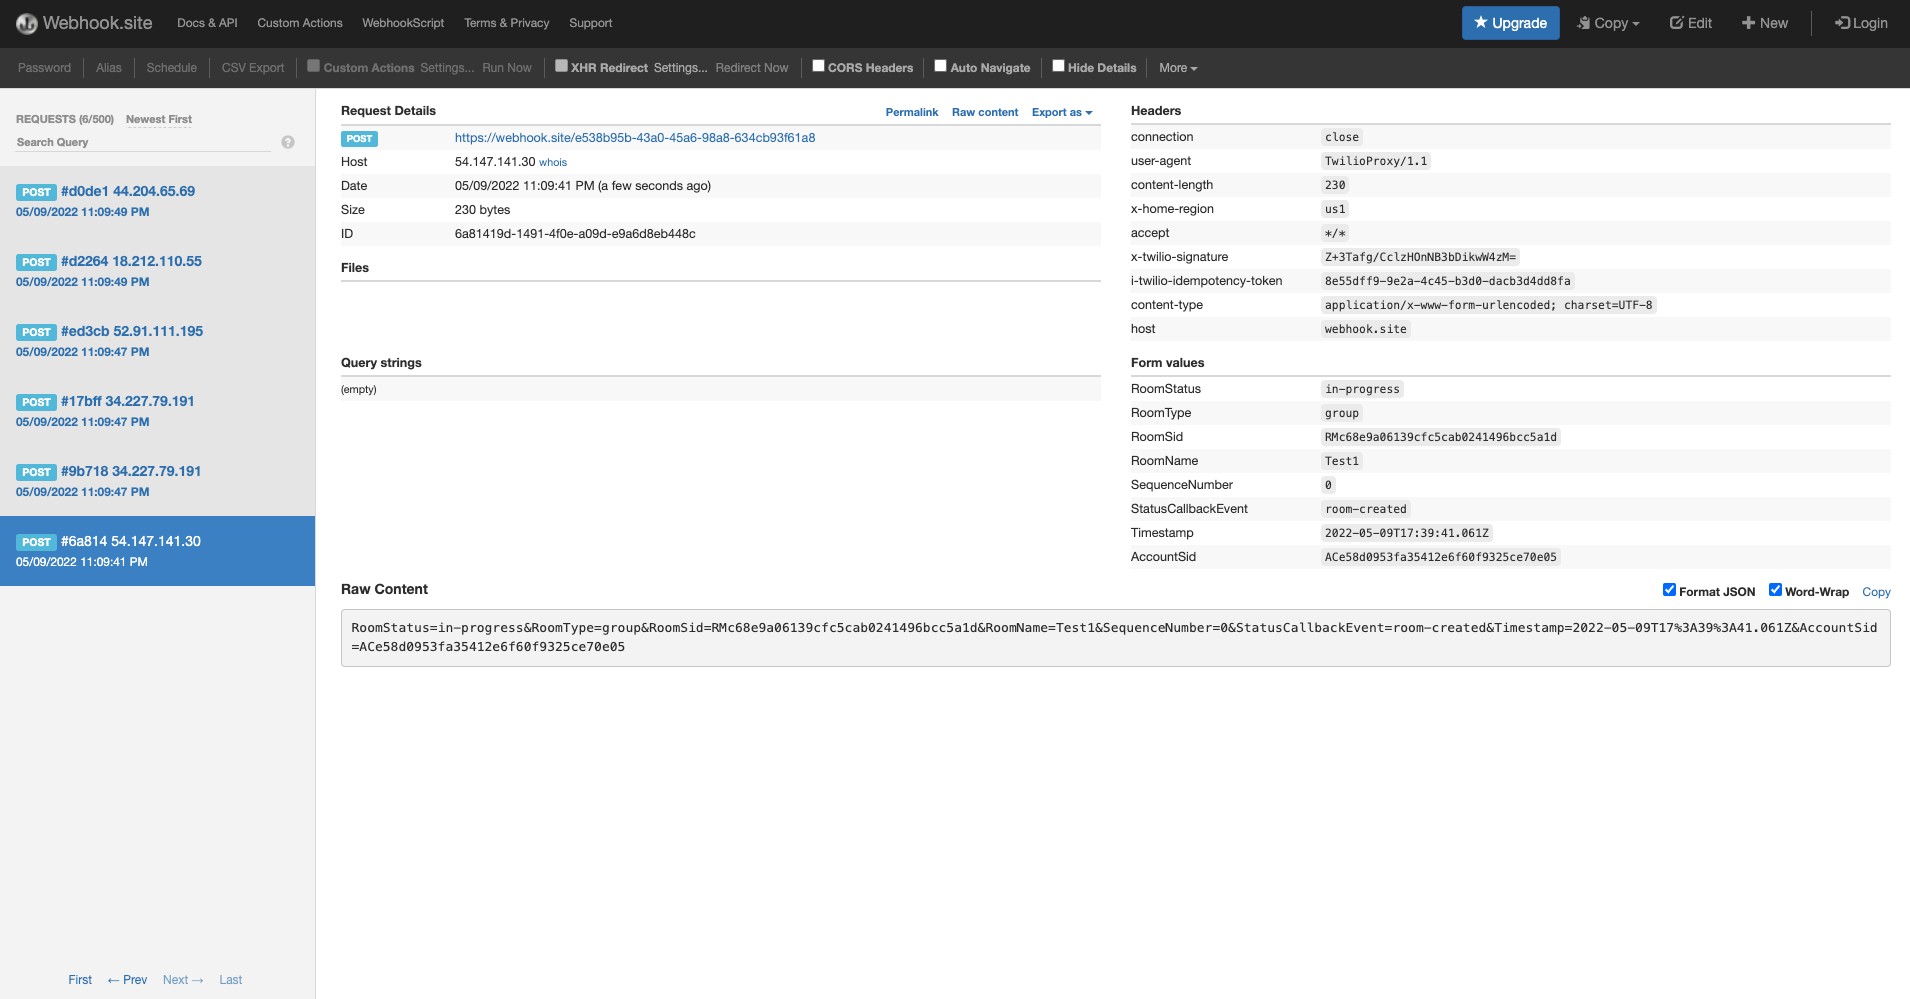 Webhook.site Docs & API Custom Actions WebhookScript Terms & Privacy Support Upgrade Copy Edit New Login
Password Alias Schedule CSV Export Custom Actions Settings... Run Now XHR Redirect Settings... Redirect Now CORS Headers Auto Navigate Hide Details More
REQUESTS (6/500) Newest First
Search Query
POST #d0de1 44.204.65.69
05/09/2022 11:09:49 PM
POST #d2264 18.212.110.55
05/09/2022 11:09:49 PM
POST #ed3cb 52.91.111.195
05/09/2022 11:09:47 PM
POST #17bff 34.227.79.191
05/09/2022 11:09:47 PM
POST #9b718 34.227.79.191
05/09/2022 11:09:47 PM
POST #6a814 54.147.141.30
05/09/2022 11:09:41 PM
First ← Prev Next → Last
Request Details Permalink Raw content Export as
POST https://webhook.site/e538b95b-43a0-45a6-98a8-634cb93f61a8
Host 54.147.141.30 whois
Date 05/09/2022 11:09:41 PM (a few seconds ago)
Size 230 bytes
ID 6a81419d-1491-4f0e-a09d-e9a6d8eb448c
Files
Headers
connection close
user-agent TwilioProxy/1.1
content-length 230
x-home-region us1
accept */*
x-twilio-signature Z+3Tafg/CclzHOnNB3bDikwW4zM=
i-twilio-idempotency-token 8e55dff9-9e2a-4c45-b3d0-dacb3d4dd8fa
content-type application/x-www-form-urlencoded; charset=UTF-8
host webhook.site
Query strings
(empty)
Form values
RoomStatus in-progress
RoomType group
RoomSid RMc68e9a06139cfc5cab0241496bcc5a1d
RoomName Test1
SequenceNumber 0
StatusCallbackEvent room-created
Timestamp 2022-05-09T17:39:41.061Z
AccountSid ACe58d0953fa35412e6f60f9325ce70e05
Raw Content Format JSON Word-Wrap Copy
RoomStatus=in-progress&RoomType=group&RoomSid=RMc68e9a06139cfc5cab0241496bcc5a1d&RoomName=Test1&SequenceNumber=0&StatusCallbackEvent=room-created&Timestamp=2022-05-09T17%3A39%3A41.061Z&AccountSid
=ACe58d0953fa35412e6f60f9325ce70e05